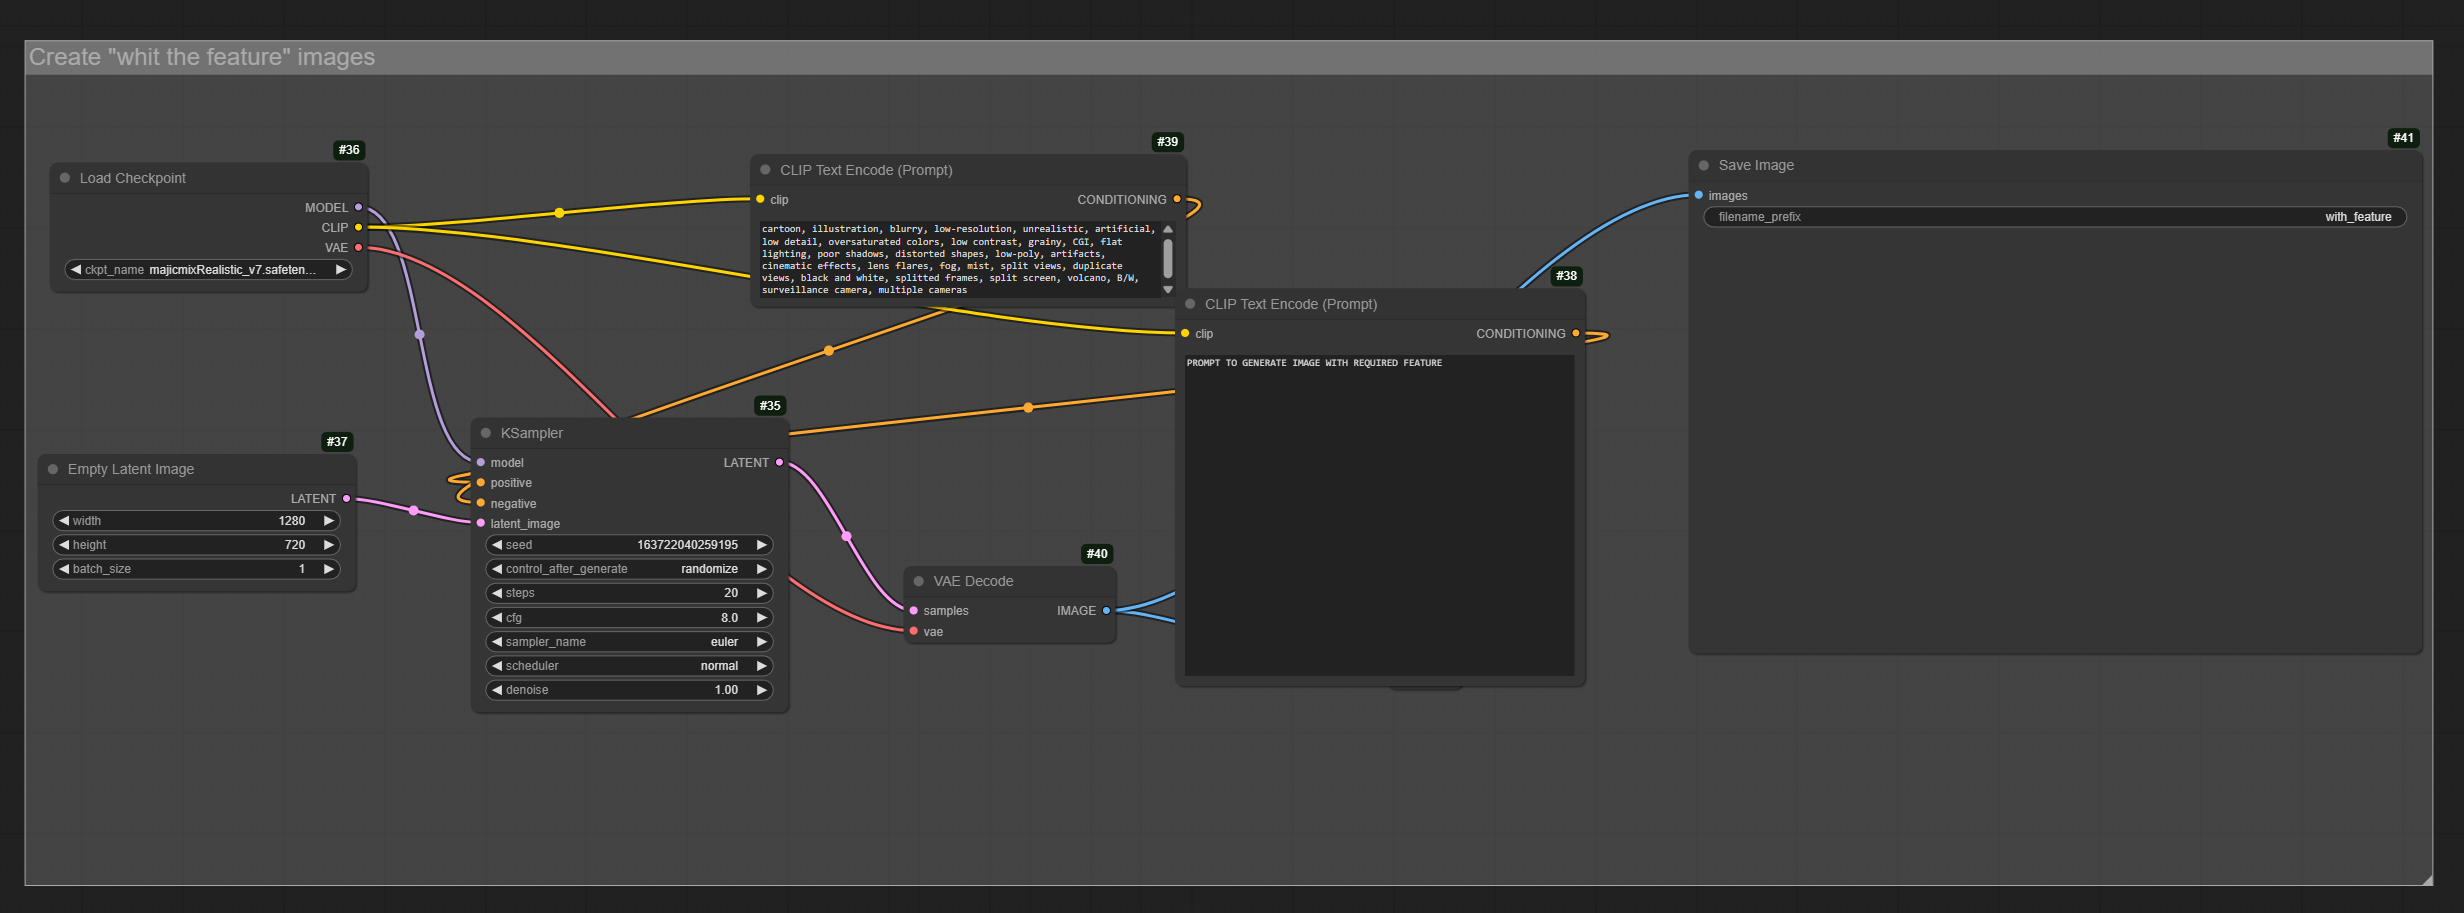 Create "whit the feature" images
#36
Load Checkpoint
MODEL
CLIP
VAE
ckpt_name majicmixRealistic_v7.safeten...
#39
CLIP Text Encode (Prompt)
clip CONDITIONING
cartoon, illustration, blurry, low-resolution, unrealistic, artificial,
low detail, oversaturated colors, low contrast, grainy, CGI, flat
lighting, poor shadows, distorted shapes, low-poly, artifacts,
cinematic effects, lens flares, fog, mist, split views, duplicate
views, black and white, splitted frames, split screen, volcano, B/W,
surveillance camera, multiple cameras
#41
Save Image
images
filename_prefix with_feature
#38
CLIP Text Encode (Prompt)
clip CONDITIONING
PROMPT TO GENERATE IMAGE WITH REQUIRED FEATURE
#37
Empty Latent Image
LATENT
width 1280
height 720
batch_size 1
#35
KSampler
model LATENT
positive
negative
latent_image
seed 163722040259195
control_after_generate randomize
steps 20
cfg 8.0
sampler_name euler
scheduler normal
denoise 1.00
#40
VAE Decode
samples IMAGE
vae